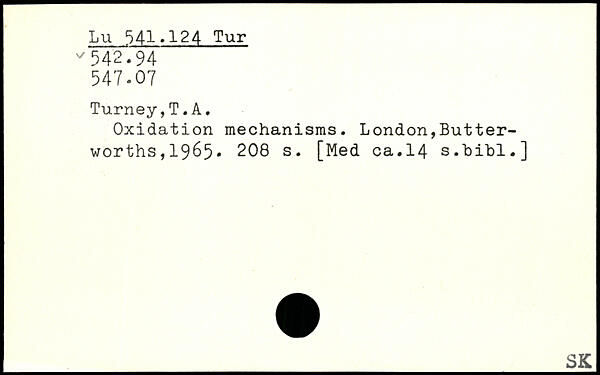 Lu 541.124 Tur
✓ 542.94
547.07
Turney,T.A.
Oxidation mechanisms. London,Butter-
worths,1965. 208 s. [Med ca.14 s.bibl.]
SK